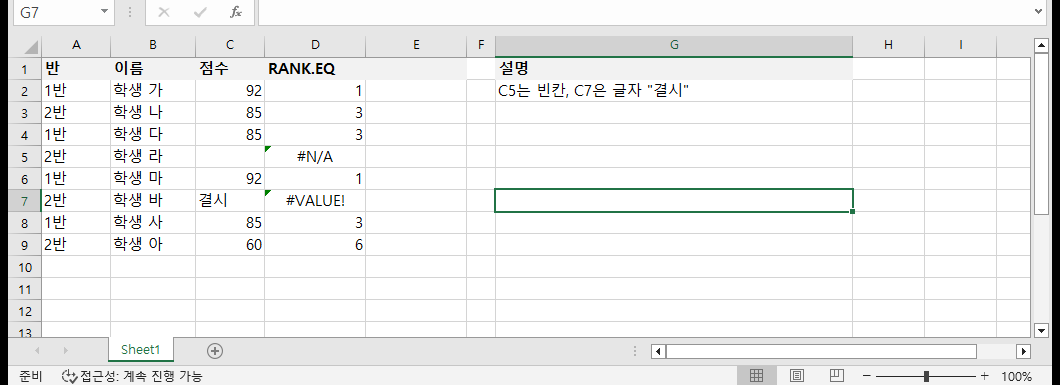 G7 fx
A B C D E F G H I
1 반 이름 점수 RANK.EQ 설명
2 1반 학생 가 92 1 C5는 빈칸, C7은 글자 "결시"
3 2반 학생 나 85 3
4 1반 학생 다 85 3
5 2반 학생 라 #N/A
6 1반 학생 마 92 1
7 2반 학생 바 결시 #VALUE!
8 1반 학생 사 85 3
9 2반 학생 아 60 6
10
11
12
13
Sheet1
준비 접근성: 계속 진행 가능 100%